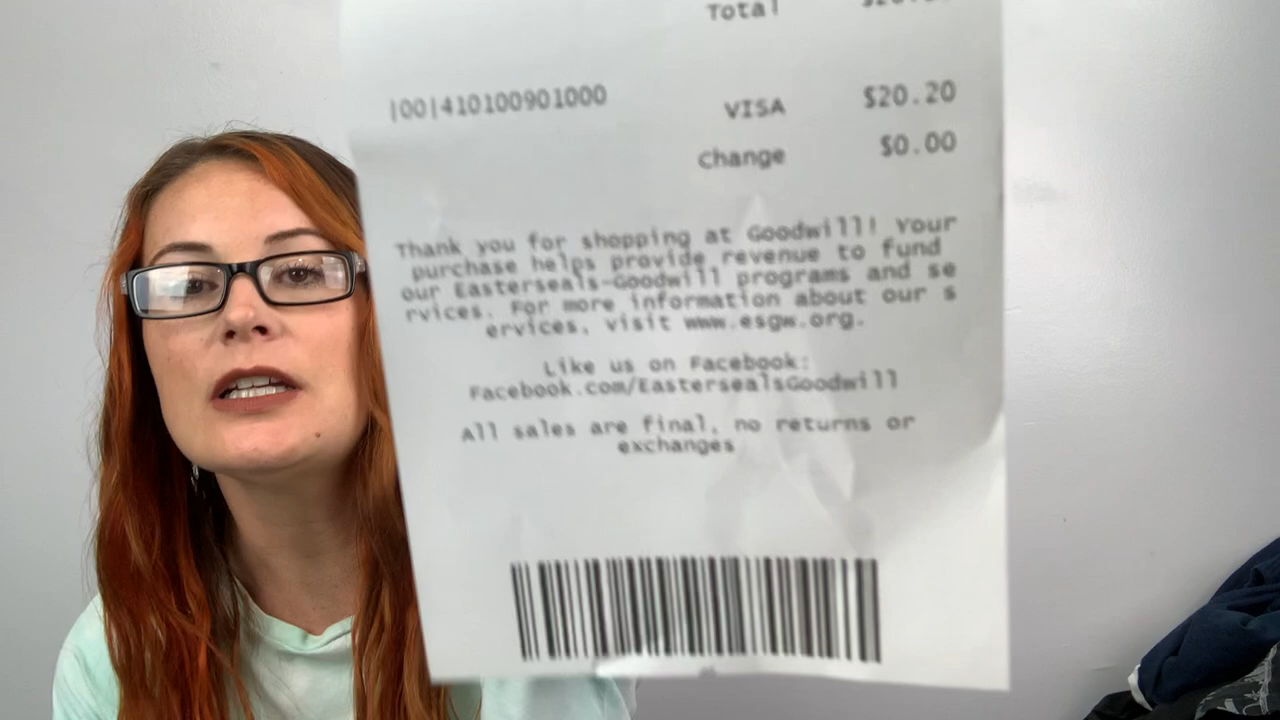 Total
|00|410100901000
VISA $20.20
Change $0.00
Thank you for shopping at Goodwill! Your
purchase helps provide revenue to fund
our Easterseals-Goodwill programs and se
rvices. For more information about our s
ervices, visit www.esgw.org.
Like us on Facebook:
Facebook.com/EastersealsGoodwill
All sales are final, no returns or
exchanges